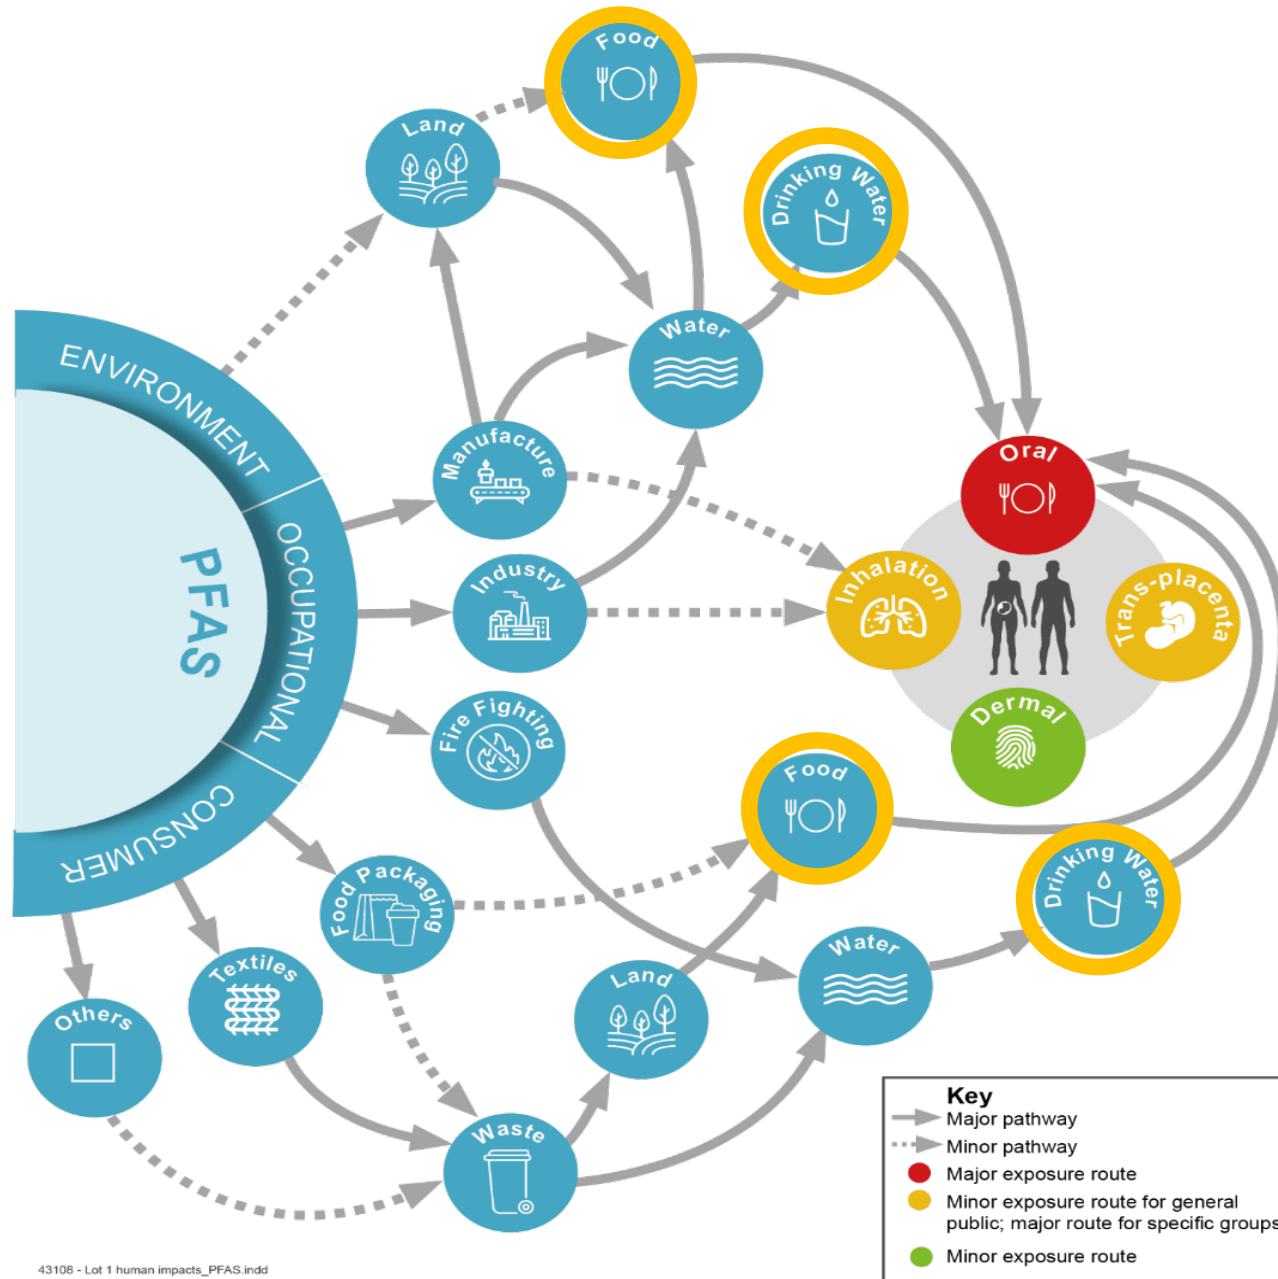 Food
Land
Drinking Water
Water
ENVIRONMENT
Manufacture
Oral
OCCUPATIONAL
PFAS
Industry
Inhalation
Trans-placenta
Fire Fighting
Dermal
CONSUMER
Food
Food Packaging
Drinking Water
Textiles
Water
Land
Others
Waste
Key
Major pathway
Minor pathway
Major exposure route
Minor exposure route for general
public; major route for specific groups
Minor exposure route
43108 - Lot 1 human impacts_PFAS.indd